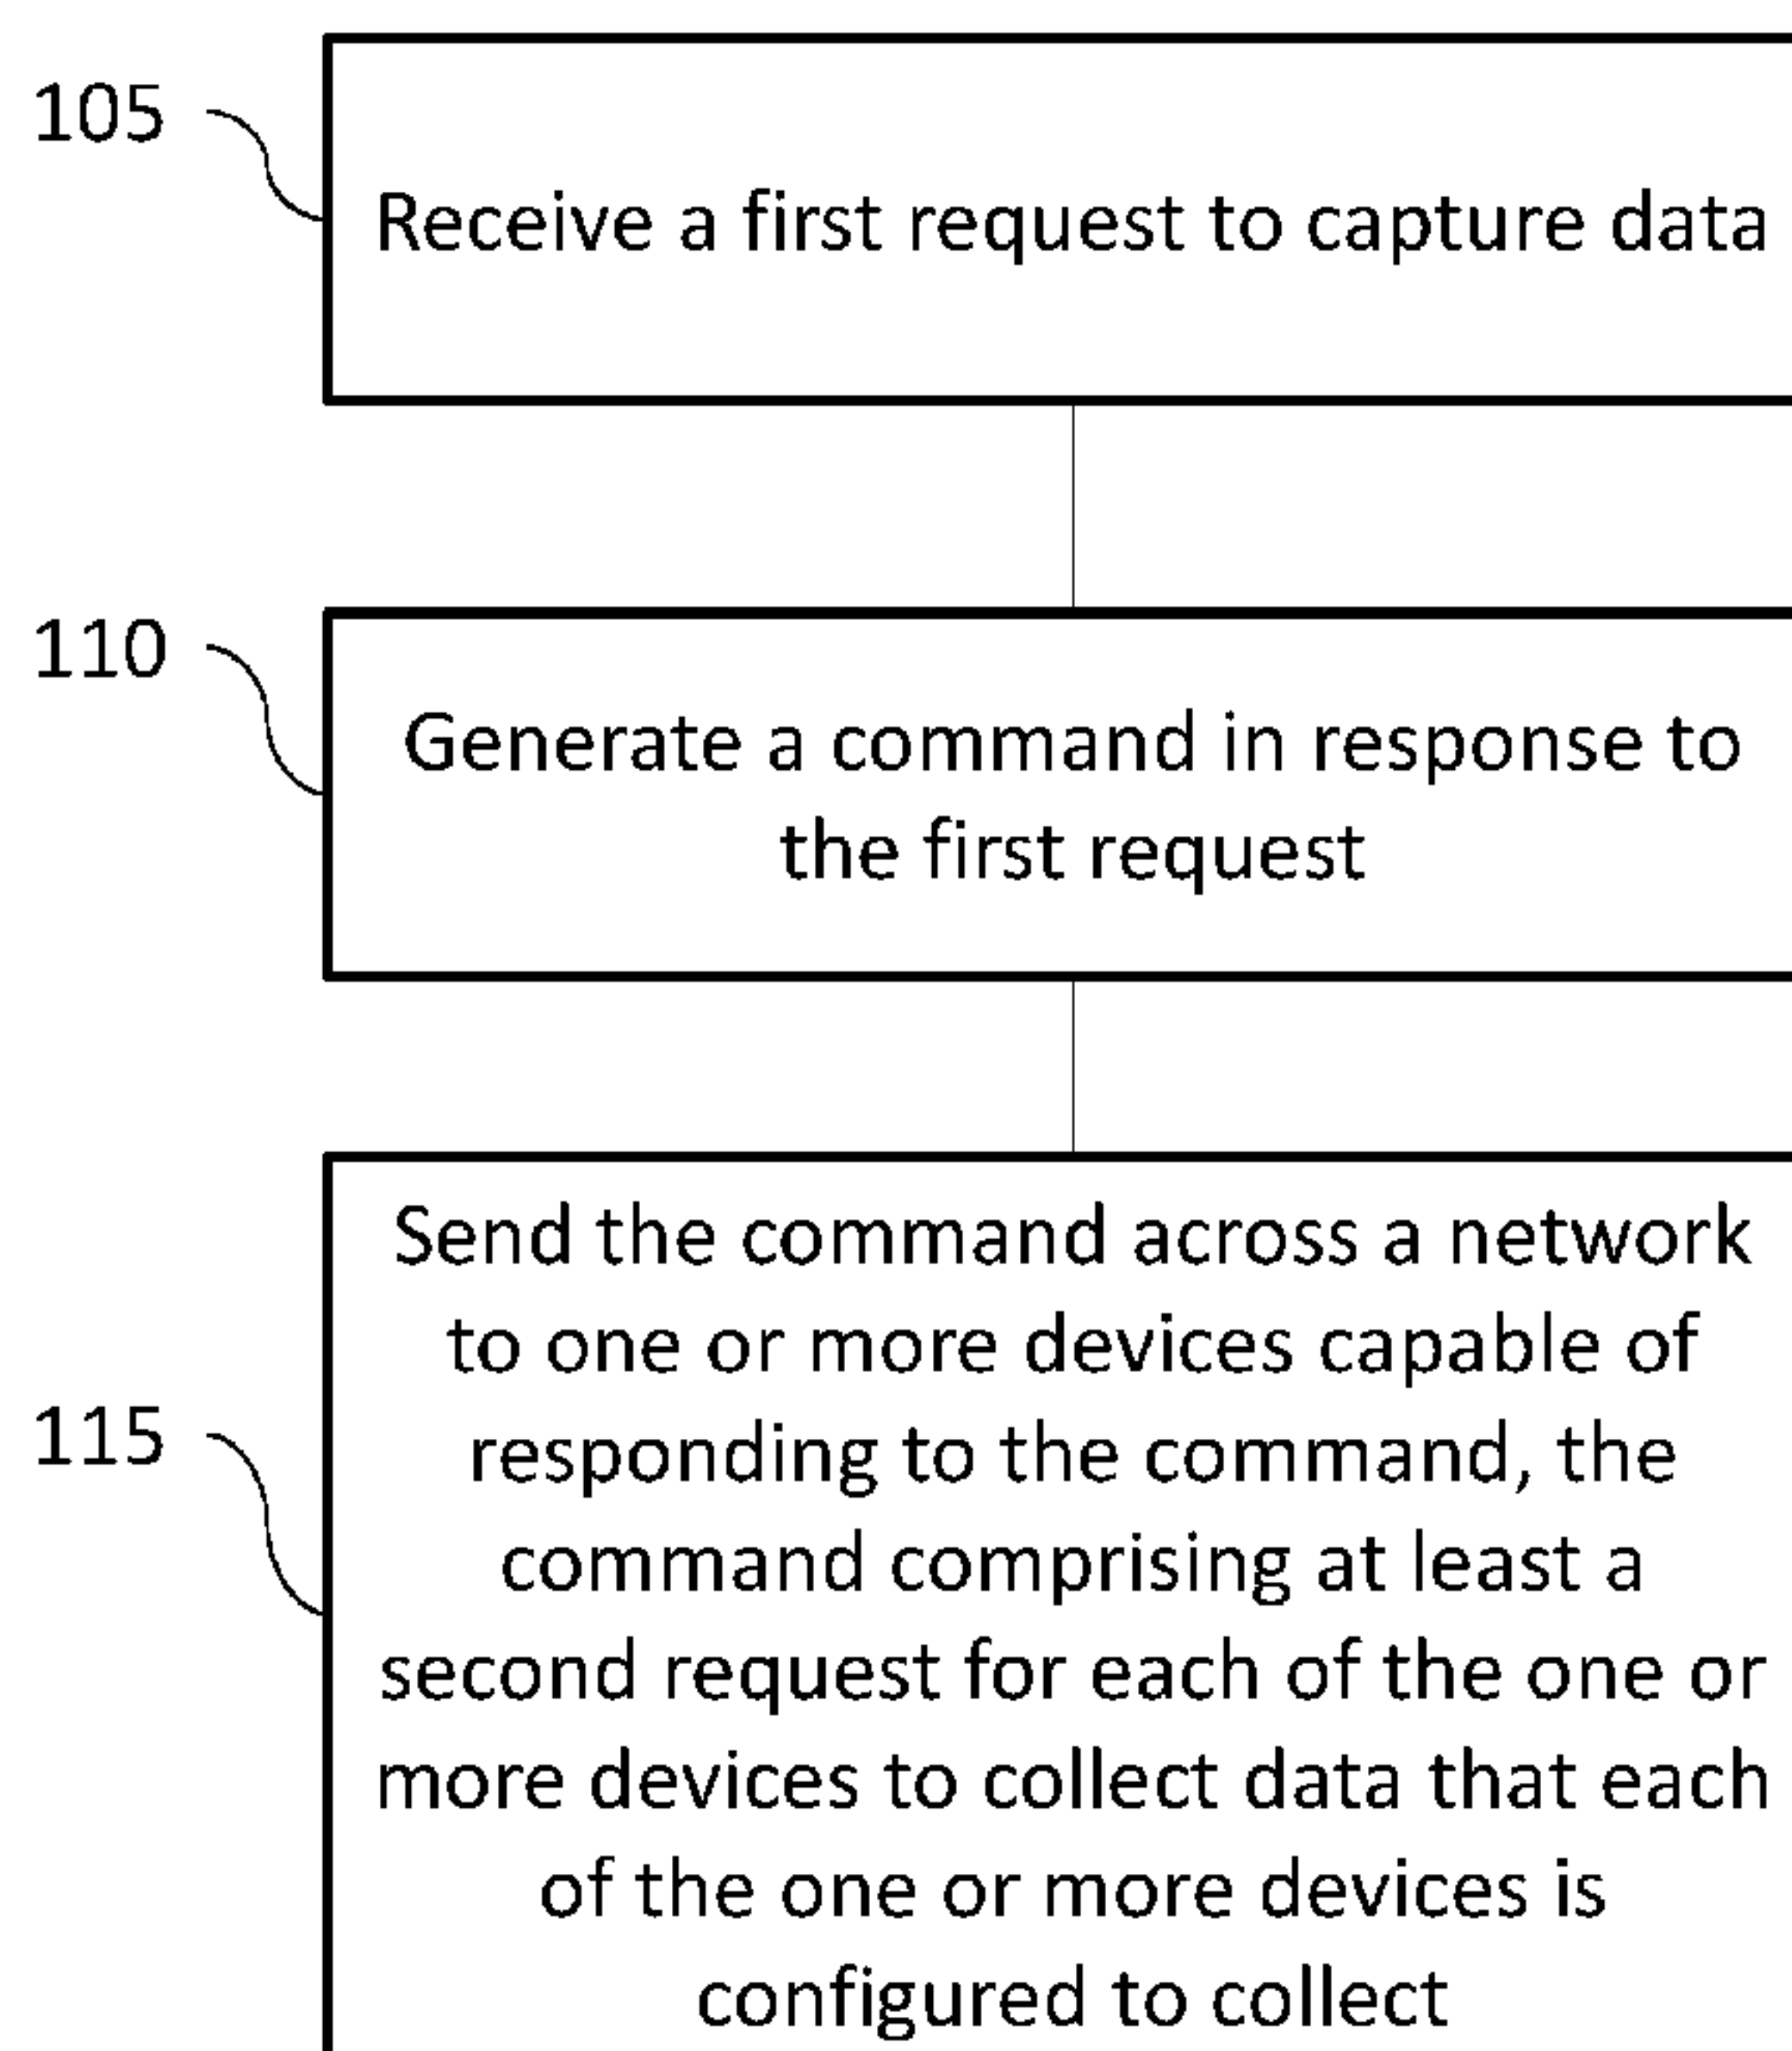 105
Receive a first request to capture data
110
Generate a command in response to
the first request
115
Send the command across a network
to one or more devices capable of
responding to the command, the
command comprising at least a
second request for each of the one or
more devices to collect data that each
of the one or more devices is
configured to collect